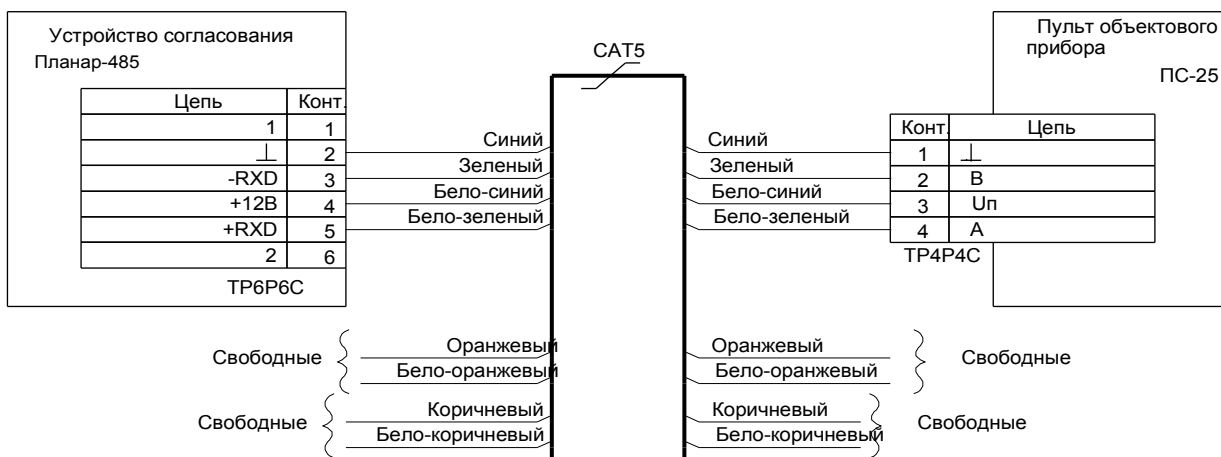 Устройство согласования
Планар-485
Цепь Конт.
1 1
⊥ 2
-RXD 3
+12В 4
+RXD 5
2 6
TP6P6C
CAT5
Синий
Зеленый
Бело-синий
Бело-зеленый
Синий
Зеленый
Бело-синий
Бело-зеленый
Пульт объектового
прибора
ПС-25
Конт. Цепь
1 ⊥
2 B
3 Uп
4 A
TP4P4C
Свободные
Оранжевый
Бело-оранжевый
Оранжевый
Бело-оранжевый
Свободные
Свободные
Коричневый
Бело-коричневый
Коричневый
Бело-коричневый
Свободные